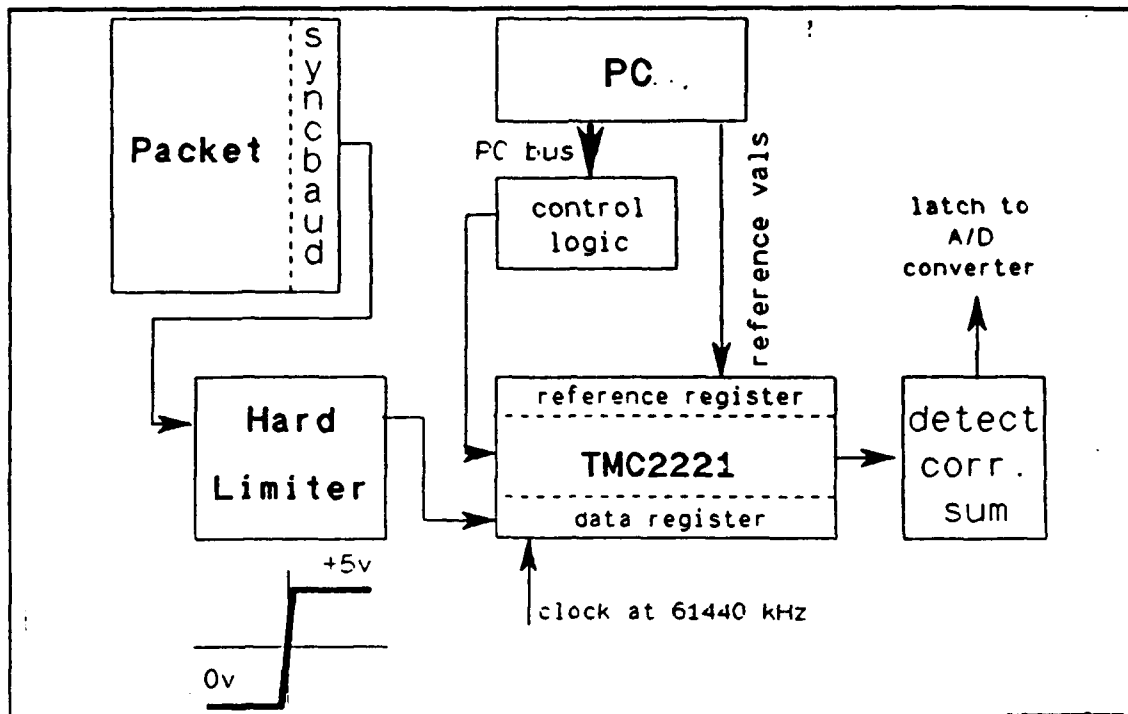 Packet
syncbaud
PC
PC bus
reference vals
control
logic
latch to
A/D
converter
Hard
Limiter
reference register
TMC2221
data register
detect
corr.
sum
+5v
0v
clock at 61440 kHz